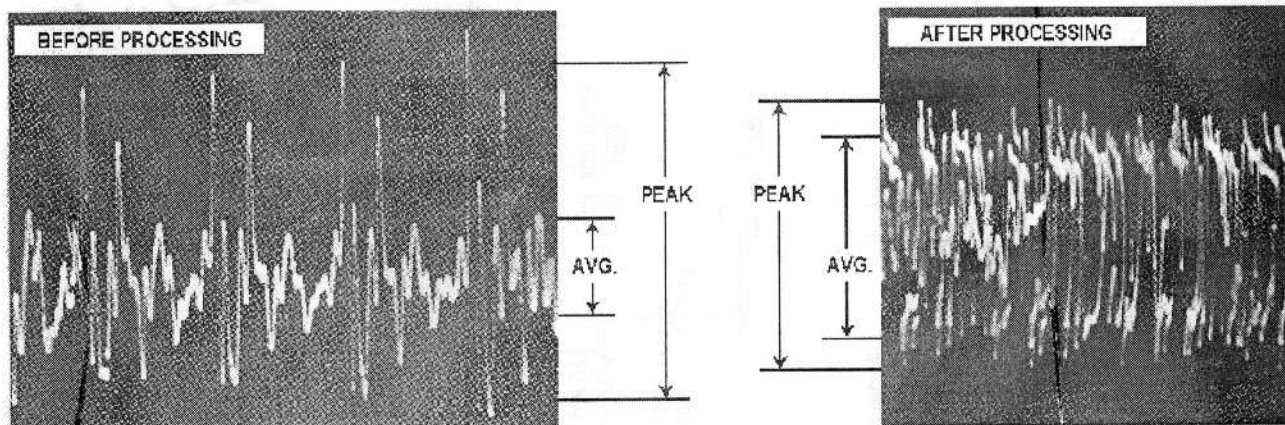 BEFORE PROCESSING
PEAK
AVG.
AFTER PROCESSING
PEAK
AVG.